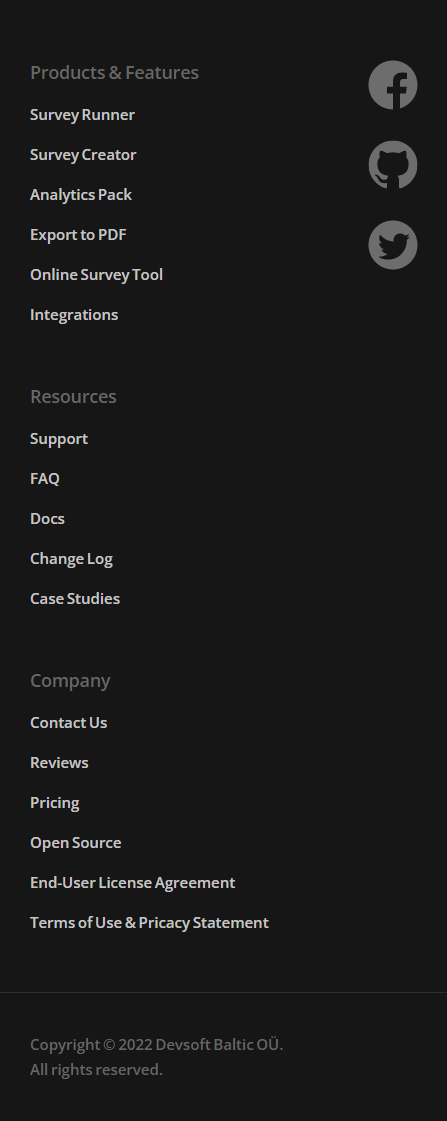 Products & Features
Survey Runner
Survey Creator
Analytics Pack
Export to PDF
Online Survey Tool
Integrations
Resources
Support
FAQ
Docs
Change Log
Case Studies
Company
Contact Us
Reviews
Pricing
Open Source
End-User License Agreement
Terms of Use & Pricacy Statement
Copyright © 2022 Devsoft Baltic OÜ.
All rights reserved.